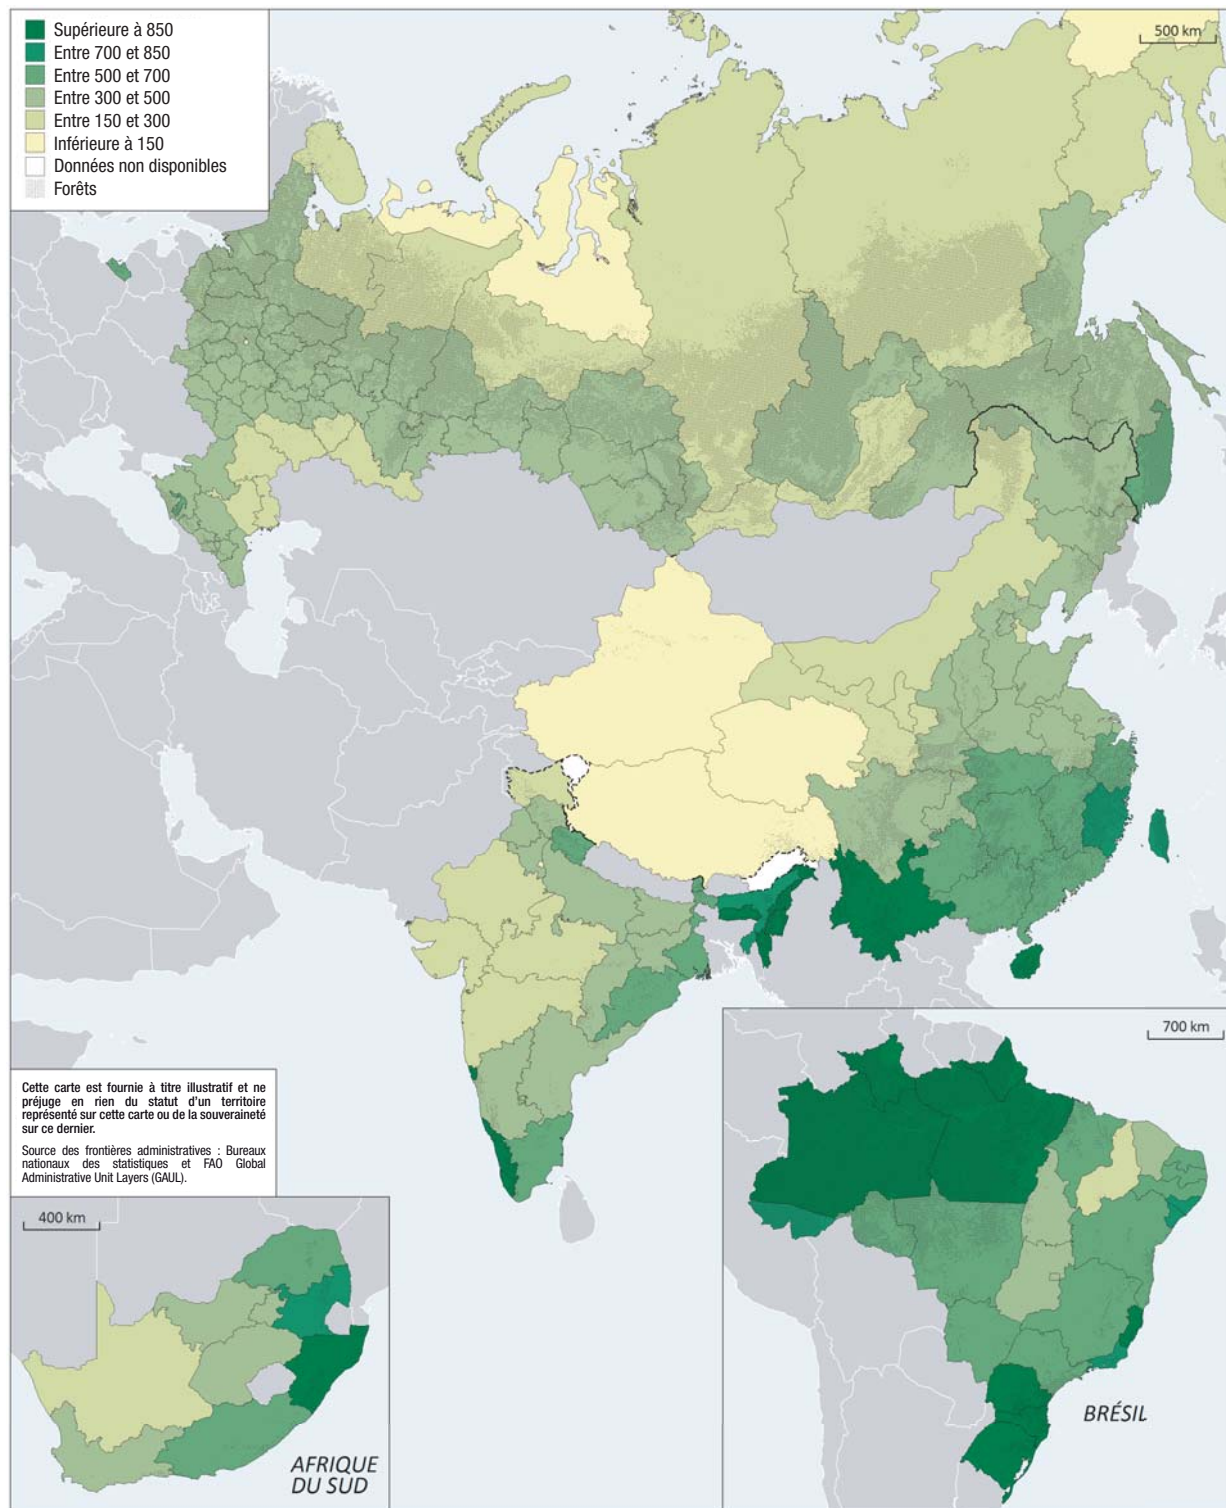 Supérieure à 850
Entre 700 et 850
Entre 500 et 700
Entre 300 et 500
Entre 150 et 300
Inférieure à 150
Données non disponibles
Forêts
500 km
Cette carte est fournie à titre illustratif et ne
préjuge en rien du statut d'un territoire
représenté sur cette carte ou de la souveraineté
sur ce dernier.
Source des frontières administratives : Bureaux
nationaux des statistiques et FAO Global
Administrative Unit Layers (GAUL).
400 km
AFRIQUE
DU SUD
700 km
BRÉSIL